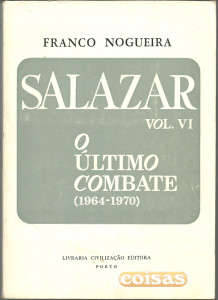 FRANCO NOGUEIRA
SALAZAR
VOL. VI
O
ÚLTIMO
COMBATE
(1964-1970)
LIVRARIA CIVILIZAÇÃO EDITORA
PORTO
coisas